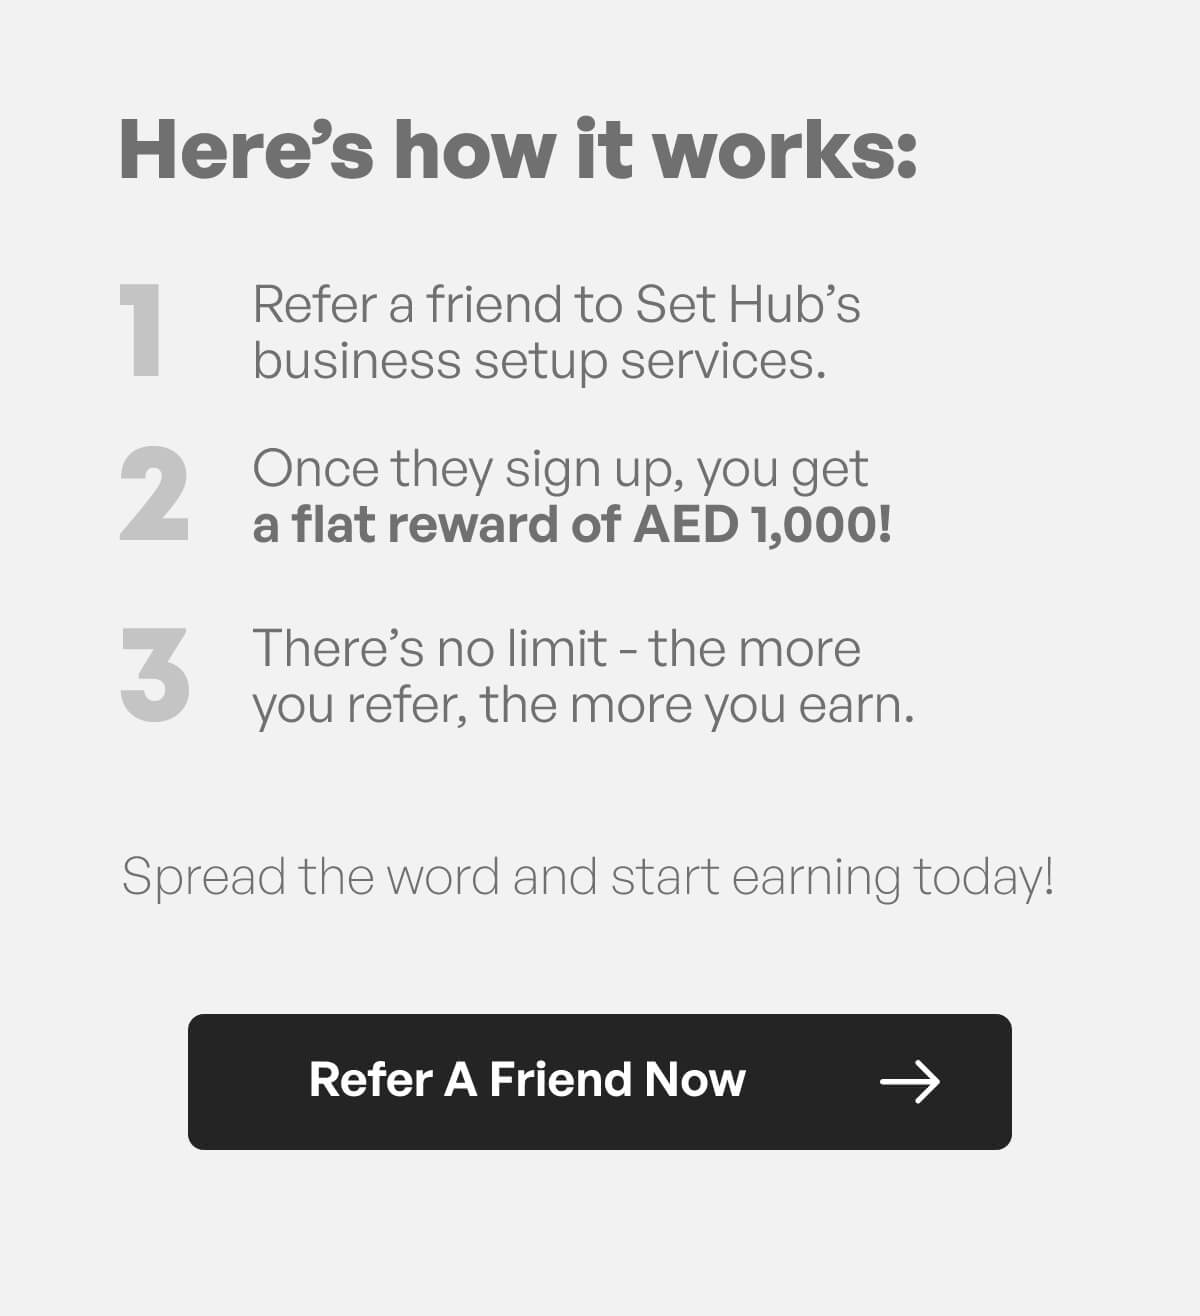 Here’s how it works:
1
Refer a friend to Set Hub’s
business setup services.
2
Once they sign up, you get
a flat reward of AED 1,000!
3
There’s no limit - the more
you refer, the more you earn.
Spread the word and start earning today!
Refer A Friend Now